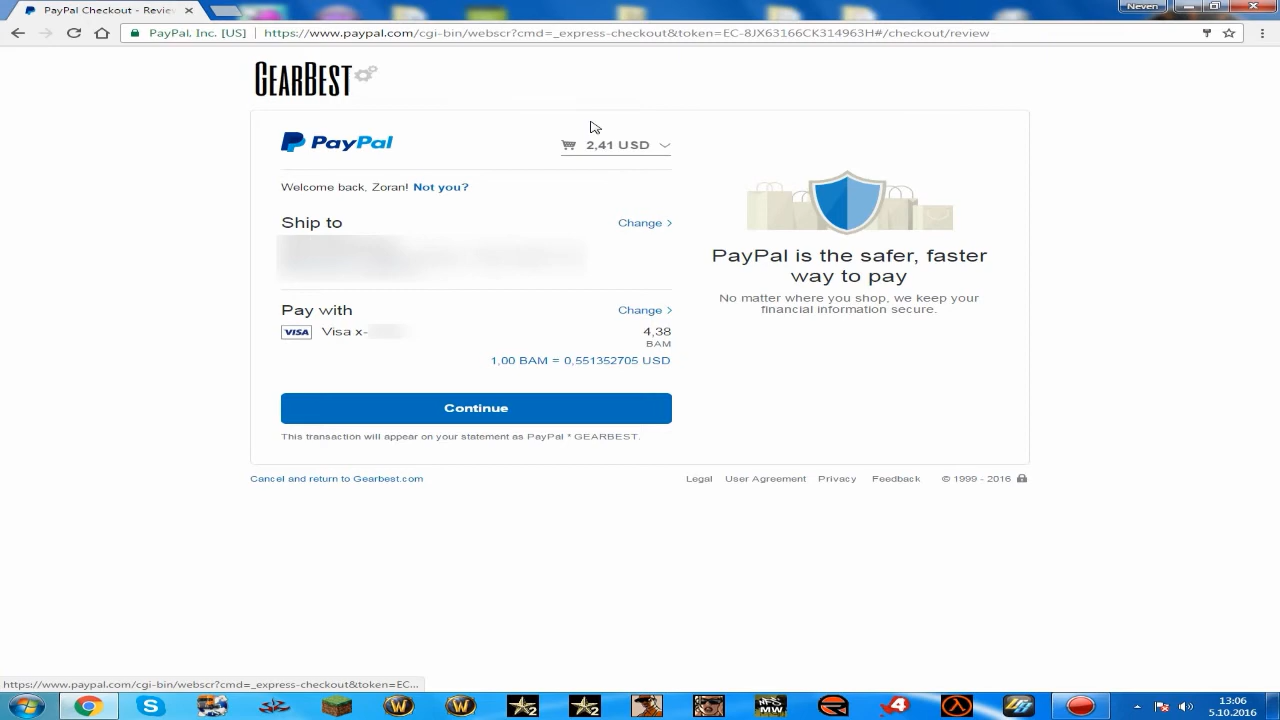 PayPal Checkout - Revie
Neven
PayPal, Inc. [US] | https://www.paypal.com/cgi-bin/webscr?cmd=_express-checkout&token=EC-8JX63166CK314963H#/checkout/review
GEARBEST
PayPal
2,41 USD
Welcome back, Zoran! Not you?
Ship to
Change >
Pay with
Change >
VISA Visa x-
4,38
BAM
1,00 BAM = 0,551352705 USD
Continue
This transaction will appear on your statement as PayPal * GEARBEST.
PayPal is the safer, faster
way to pay
No matter where you shop, we keep your
financial information secure.
Cancel and return to Gearbest.com
Legal User Agreement Privacy Feedback © 1999 - 2016
https://www.paypal.com/cgi-bin/webscr?cmd=_express-checkout&token=EC...
13:06
5.10.2016